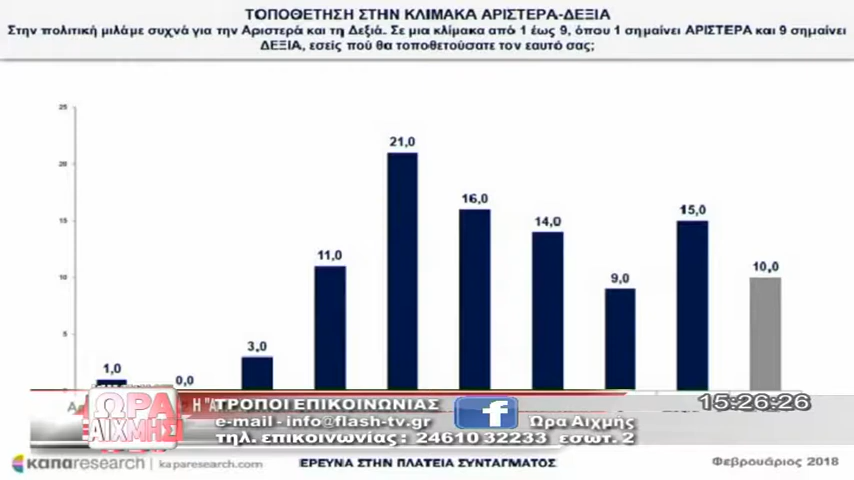 ΤΟΠΟΘΕΤΗΣΗ ΣΤΗΝ ΚΛΙΜΑΚΑ ΑΡΙΣΤΕΡΑ-ΔΕΞΙΑ
Στην πολιτική μιλάμε συχνά για την Αριστερά και τη Δεξιά. Σε μια κλίμακα από 1 έως 9, όπου 1 σημαίνει ΑΡΙΣΤΕΡΑ και 9 σημαίνει
ΔΕΞΙΑ, εσείς πού θα τοποθετούσατε τον εαυτό σας;
25
20
15
10
5
1,0
0,0
3,0
11,0
21,0
16,0
14,0
9,0
15,0
10,0
ΩΡΑ
ΑΙΧΜΗΣ
Η "Α
ΤΡΟΠΟΙ ΕΠΙΚΟΙΝΩΝΙΑΣ
e-mail - info@flash-tv.gr
f
Ώρα Αιχμής
τηλ. επικοινωνίας : 24610 32233 εσωτ. 2
15:26:26
καπαresearch | kaparesearch.com
ΕΡΕΥΝΑ ΣΤΗΝ ΠΛΑΤΕΙΑ ΣΥΝΤΑΓΜΑΤΟΣ
Φεβρουάριος 2018